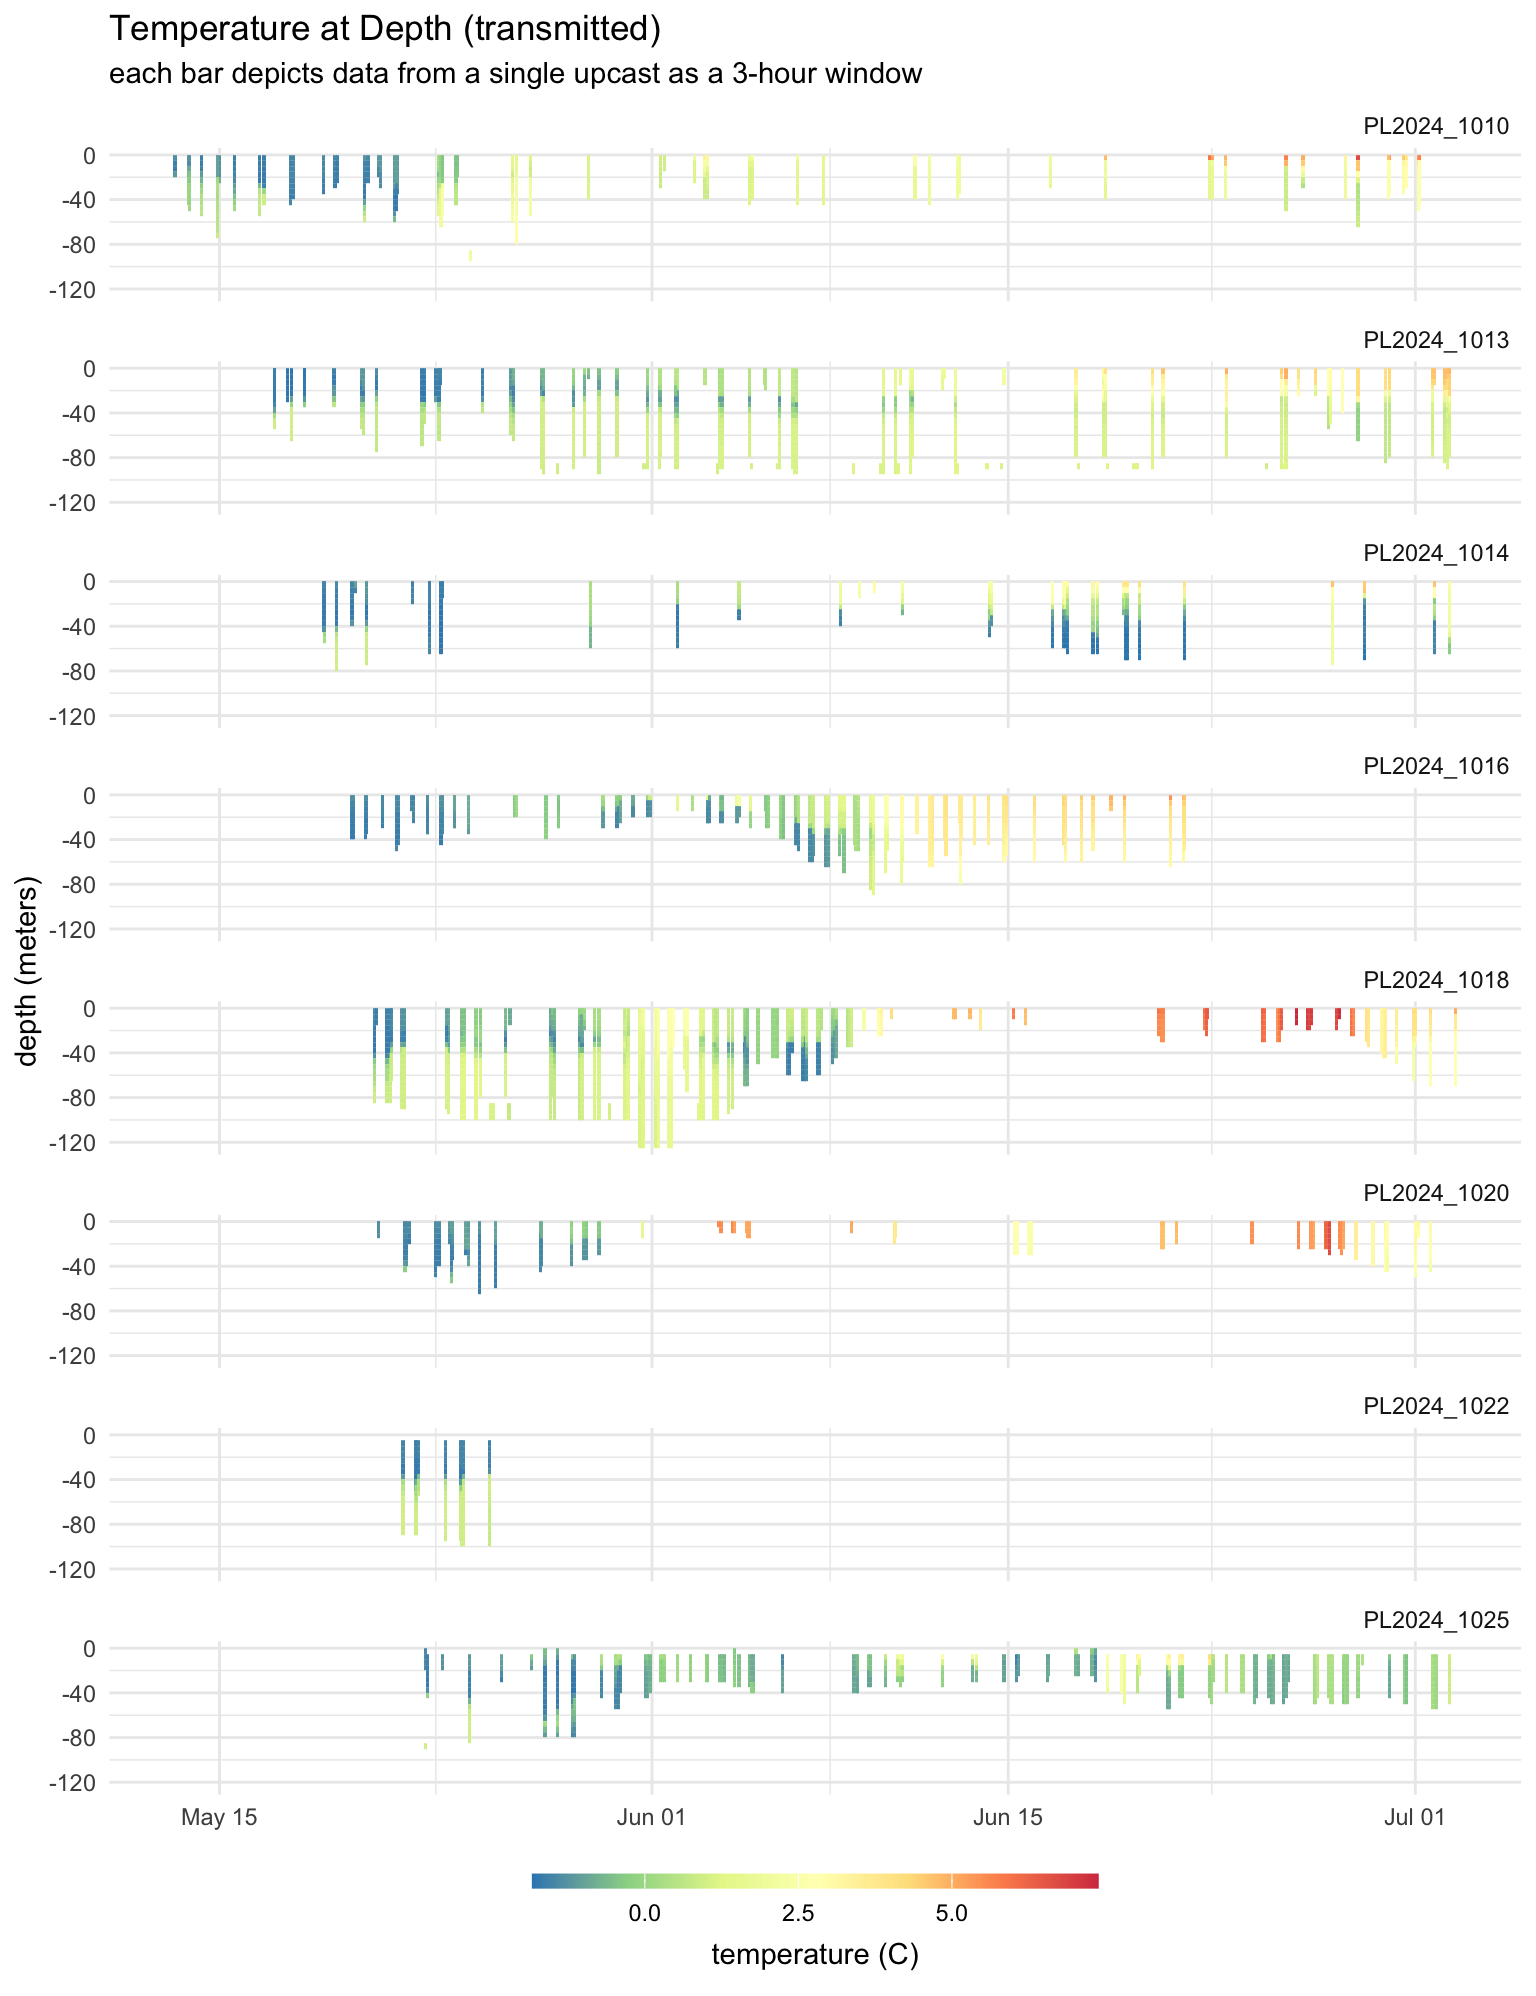 Temperature at Depth (transmitted)
each bar depicts data from a single upcast as a 3-hour window
PL2024_1010
0
-40
-80
-120
PL2024_1013
0
-40
-80
-120
PL2024_1014
0
-40
-80
-120
PL2024_1016
0
-40
-80
-120
depth (meters)
PL2024_1018
0
-40
-80
-120
PL2024_1020
0
-40
-80
-120
PL2024_1022
0
-40
-80
-120
PL2024_1025
0
-40
-80
-120
May 15 Jun 01 Jun 15 Jul 01
0.0 2.5 5.0
temperature (C)